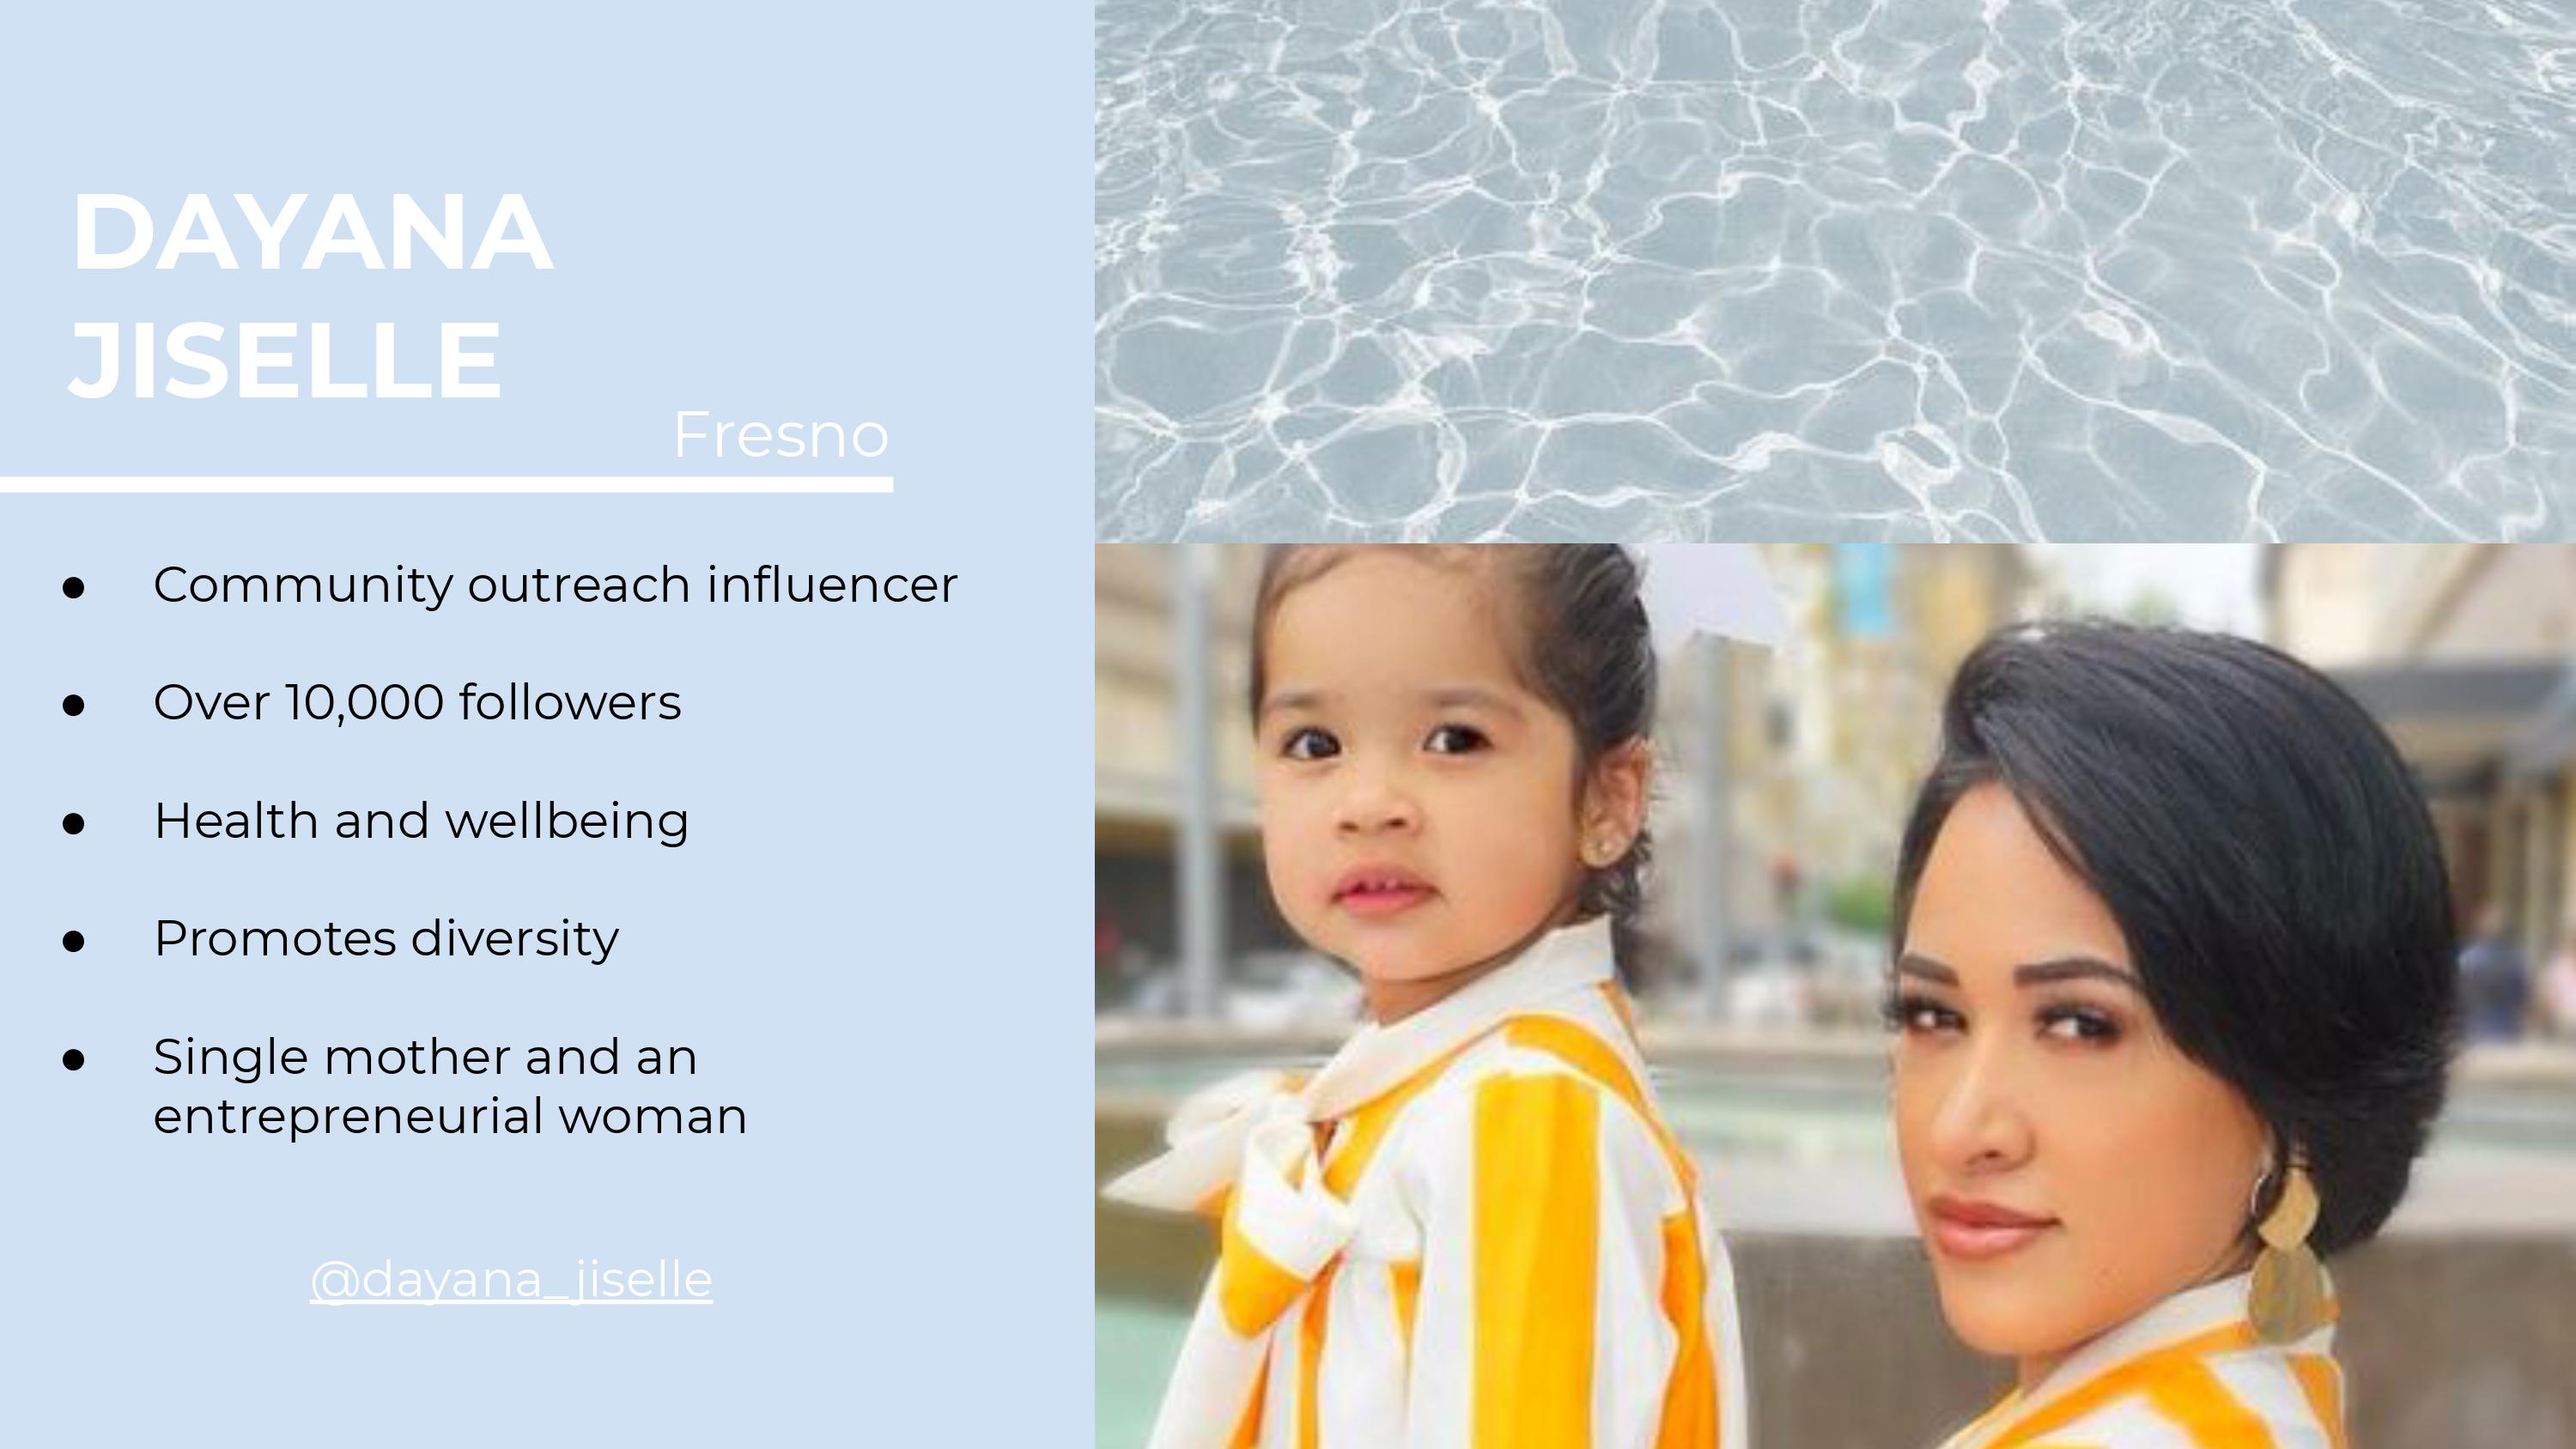 DAYANA
JISELLE
Fresno
● Community outreach influencer
● Over 10,000 followers
● Health and wellbeing
● Promotes diversity
● Single mother and an
entrepreneurial woman
@dayana_jiselle